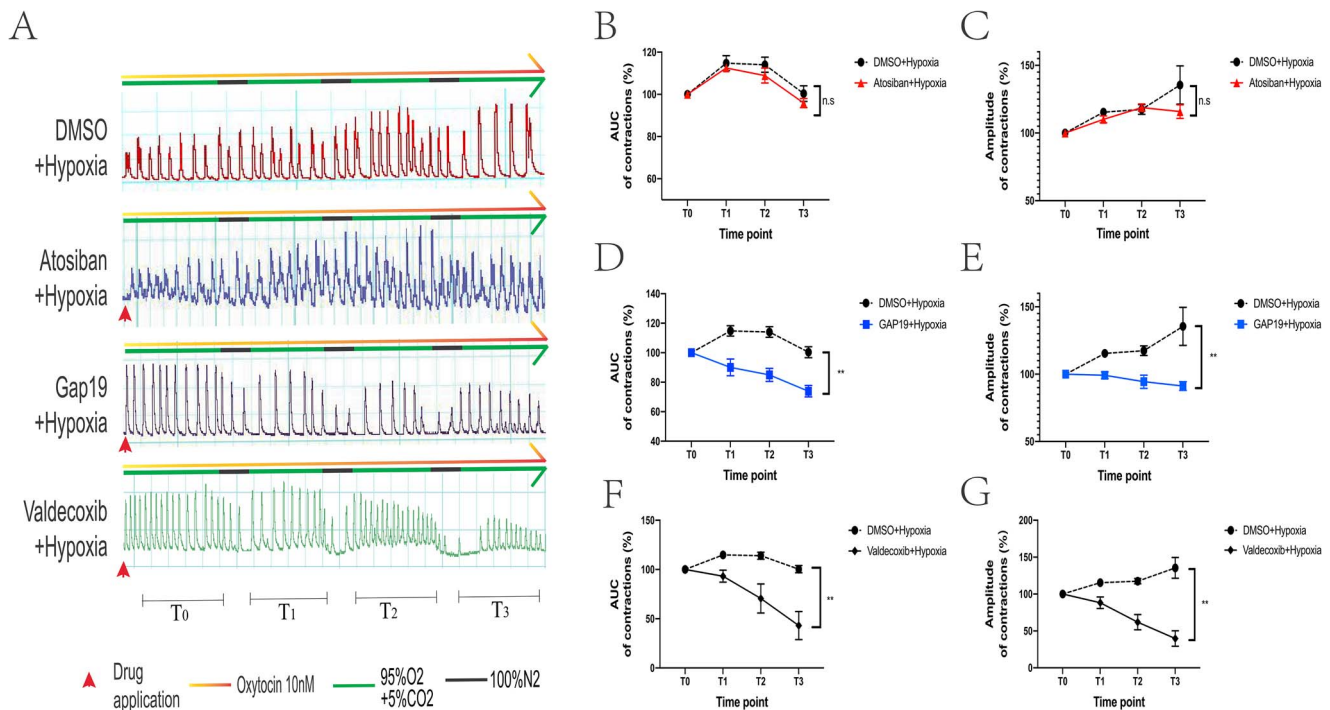 A
DMSO
+Hypoxia
Atosiban
+Hypoxia
Gap19
+Hypoxia
Valdecoxib
+Hypoxia
T0
T1
T2
T3
Drug
application
Oxytocin 10nM
95%O2
+5%CO2
100%N2
B
AUC
of contractions (%)
120
100
80
60
T0 T1 T2 T3
Time point
DMSO+Hypoxia
Atosiban+Hypoxia
n.s
C
Amplitude
of contractions (%)
150
100
50
T0 T1 T2 T3
Time point
DMSO+Hypoxia
Atosiban+Hypoxia
n.s
D
AUC
of contractions (%)
140
120
100
80
60
40
T0 T1 T2 T3
Time point
DMSO+Hypoxia
GAP19+Hypoxia
**
E
Amplitude
of contractions (%)
150
100
50
T0 T1 T2 T3
Time point
DMSO+Hypoxia
GAP19+Hypoxia
**
F
AUC
of contractions (%)
150
100
50
0
T0 T1 T2 T3
Time point
DMSO+Hypoxia
Valdecoxib+Hypoxia
**
G
Amplitude
of contractions (%)
200
150
100
50
0
T0 T1 T2 T3
Time point
DMSO+Hypoxia
Valdecoxib+Hypoxia
**